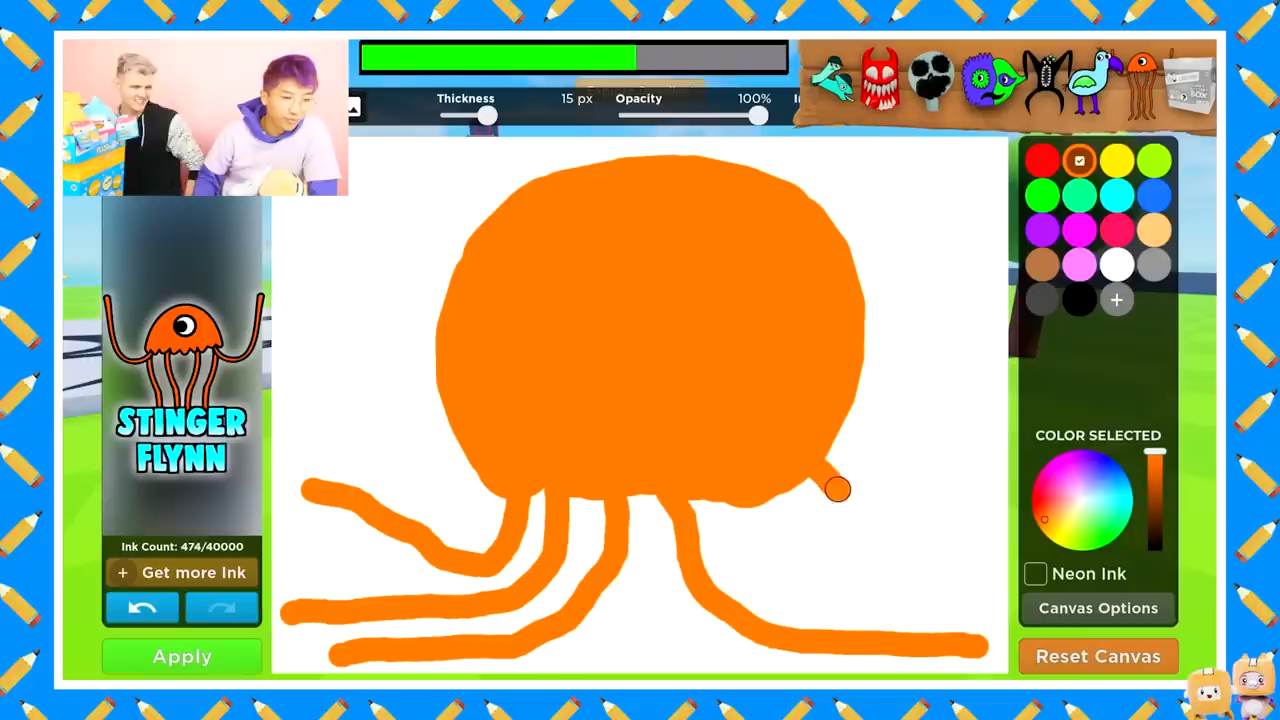 Thickness
15 px
Opacity
100%
STINGER
FLYNN
Ink Count: 474/40000
+ Get more Ink
Apply
COLOR SELECTED
Neon Ink
Canvas Options
Reset Canvas